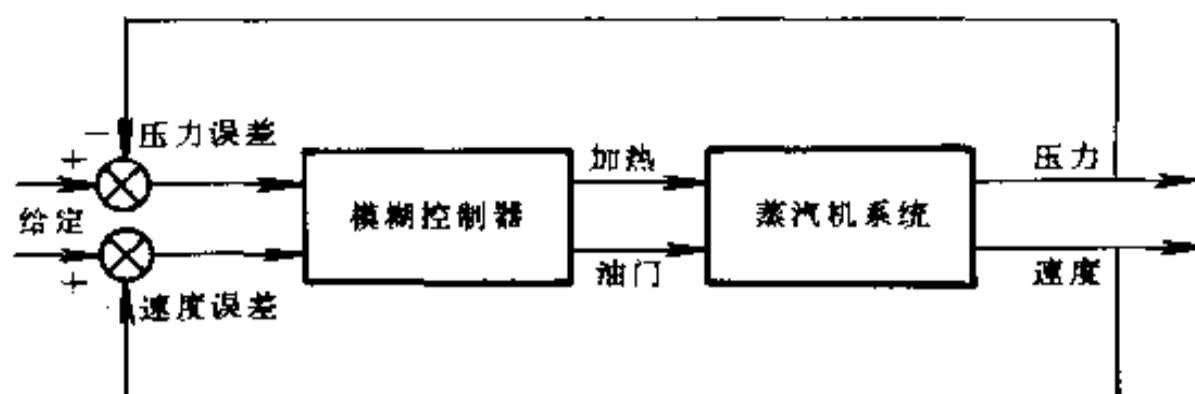 − 压力误差
+
加热
压力
给定
模糊控制器
蒸汽机系统
+
油门
速度
速度误差